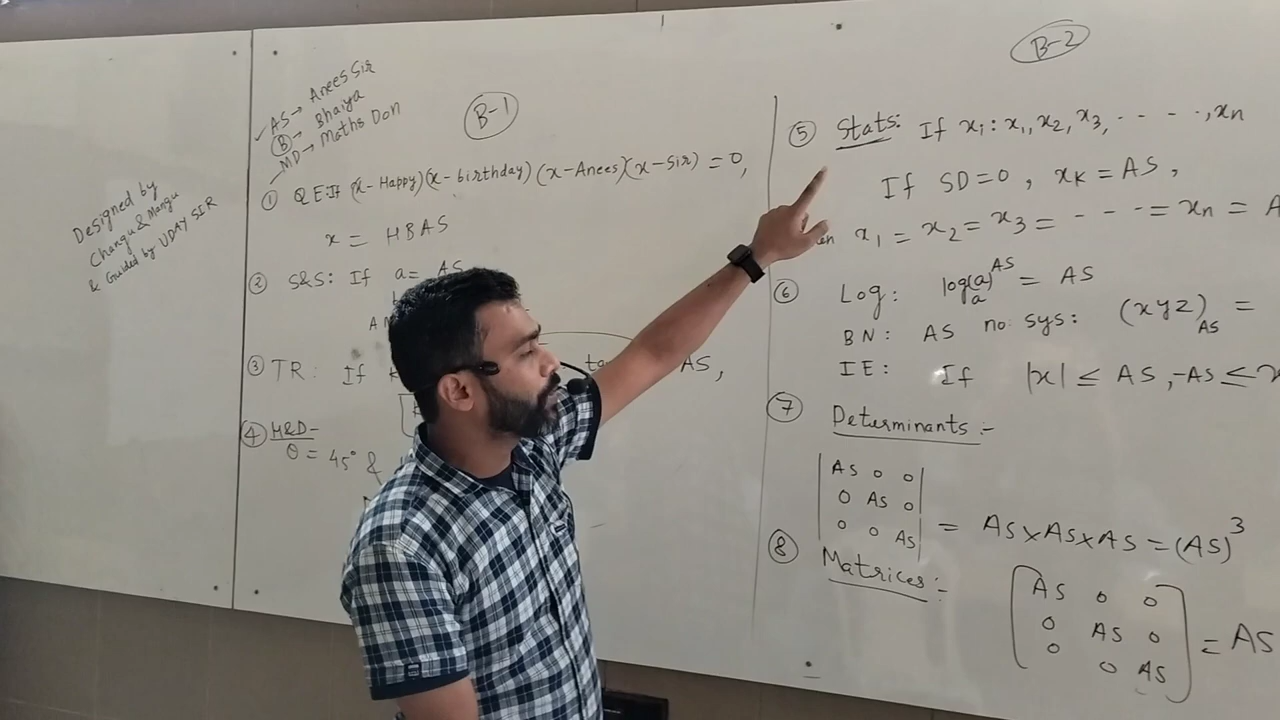 AS → Anees Sir
B → Bhaiya
MD → Maths Don
Designed by
Changu & Mangu
& Guided by UDAY SIR
B-1
① QE: If (x-Happy)(x-birthday)(x-Anees)(x-Sir) = 0,
x = HBAS
② S&S: If a = AS
③ TR: If
AS,
④ H&D-
θ = 45° &
B-2
⑤ Stats: If xi: x1, x2, x3, - - - -, xn
If SD=0, xK = AS,
x1 = x2 = x3 = - - - = xn = A
⑥ Log: log(a)^AS a = AS
BN: AS no. sys: (xyz)AS =
IE: If |x| ≤ AS, -AS ≤ x
⑦ Determinants :-
AS 0 0
0 AS 0
0 0 AS
= AS×AS×AS = (AS)³
⑧ Matrices :-
AS 0 0
0 AS 0
0 0 AS
= AS